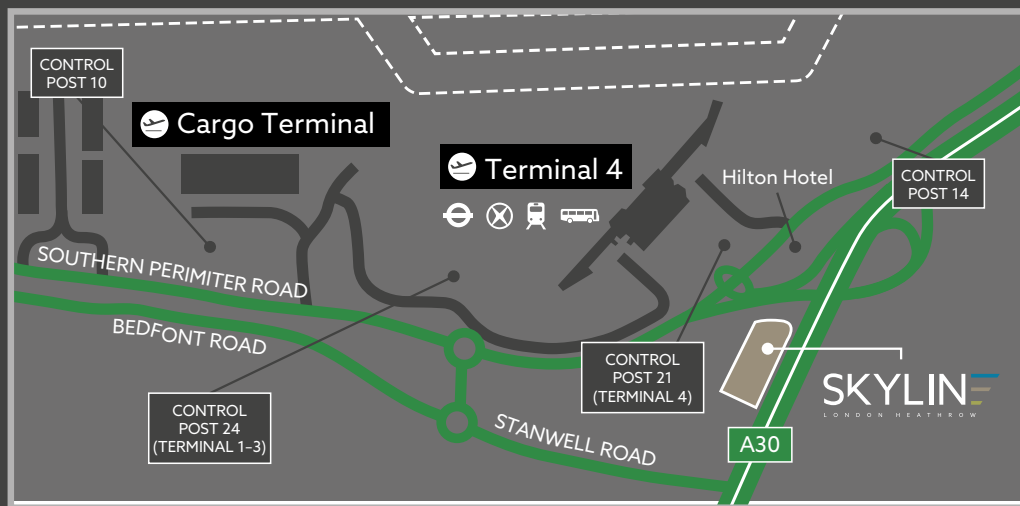 CONTROL
POST 10
Cargo Terminal
Terminal 4
Hilton Hotel
CONTROL
POST 14
SOUTHERN PERIMITER ROAD
BEDFONT ROAD
CONTROL
POST 21
(TERMINAL 4)
CONTROL
POST 24
(TERMINAL 1-3)
STANWELL ROAD
A30
SKYLINE
LONDON HEATHROW